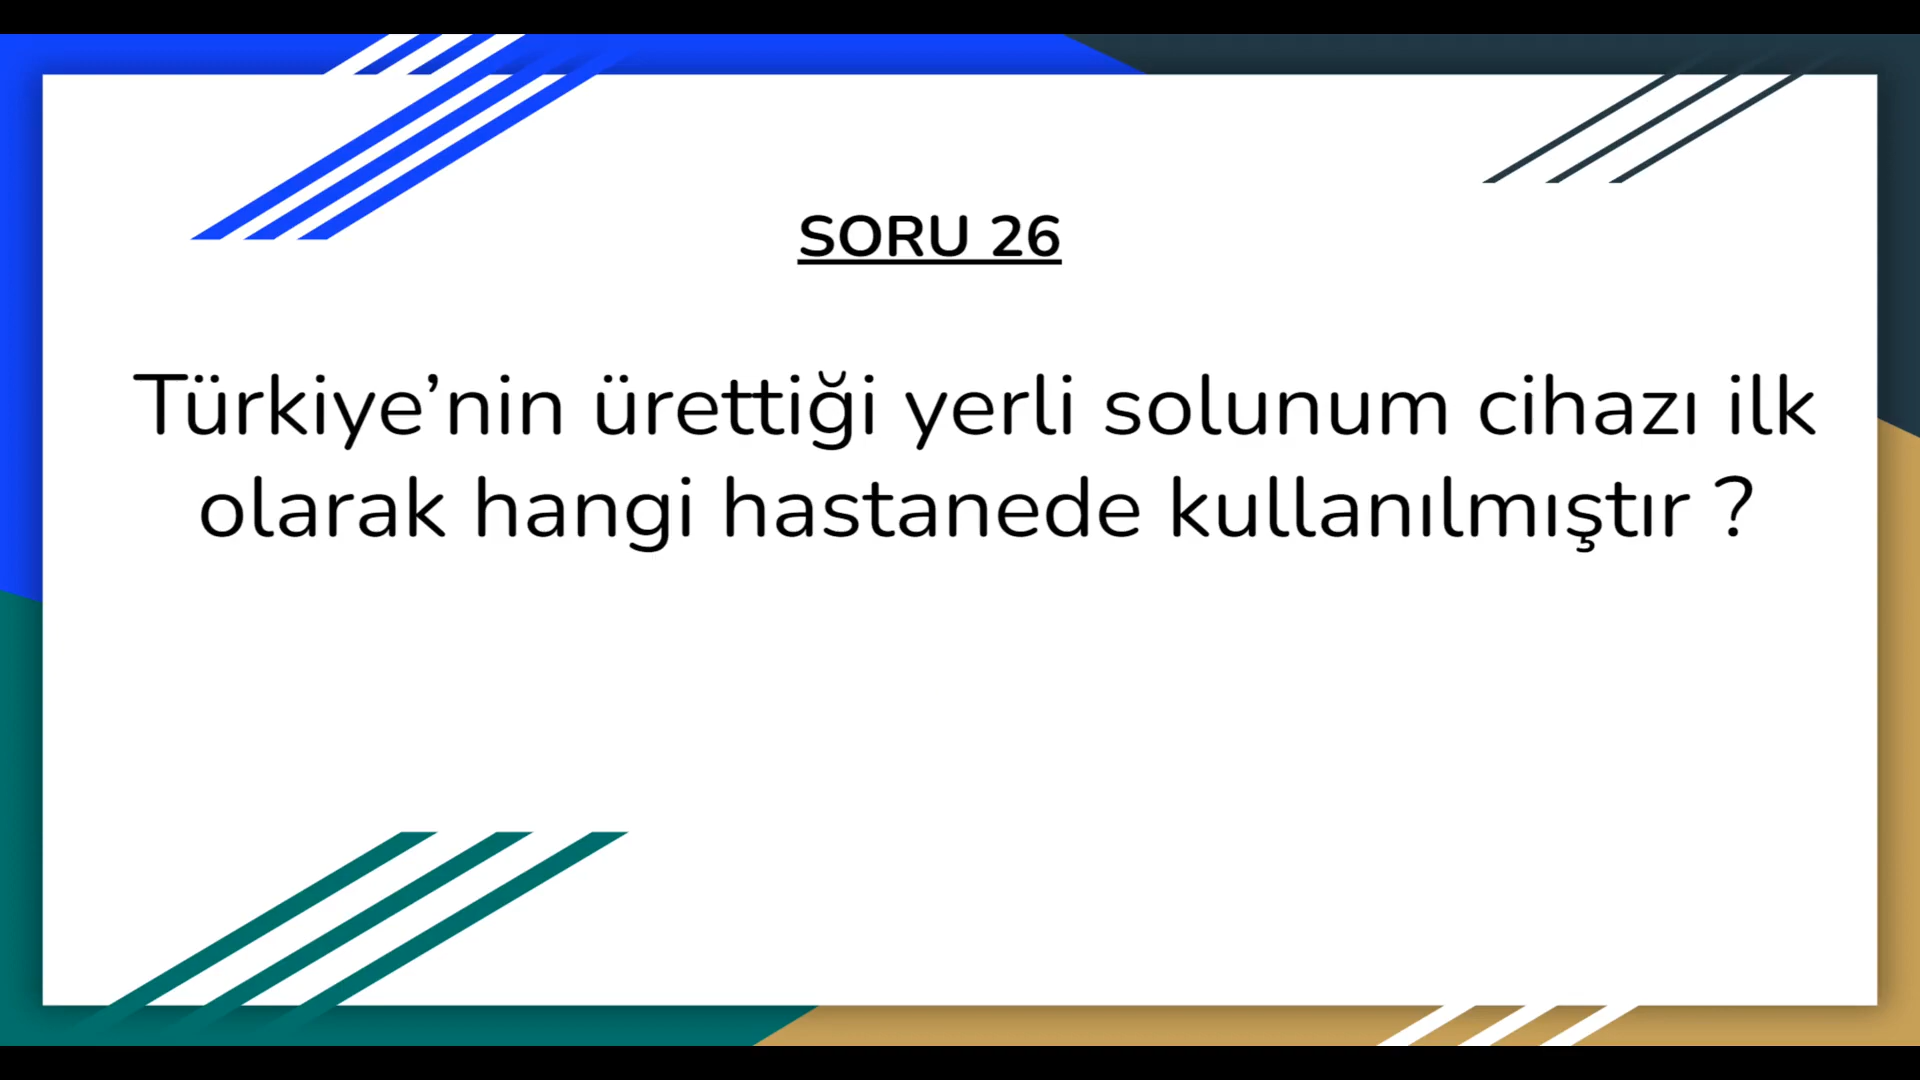 SORU 26
Türkiye’nin ürettiği yerli solunum cihazı ilk
olarak hangi hastanede kullanılmıştır ?